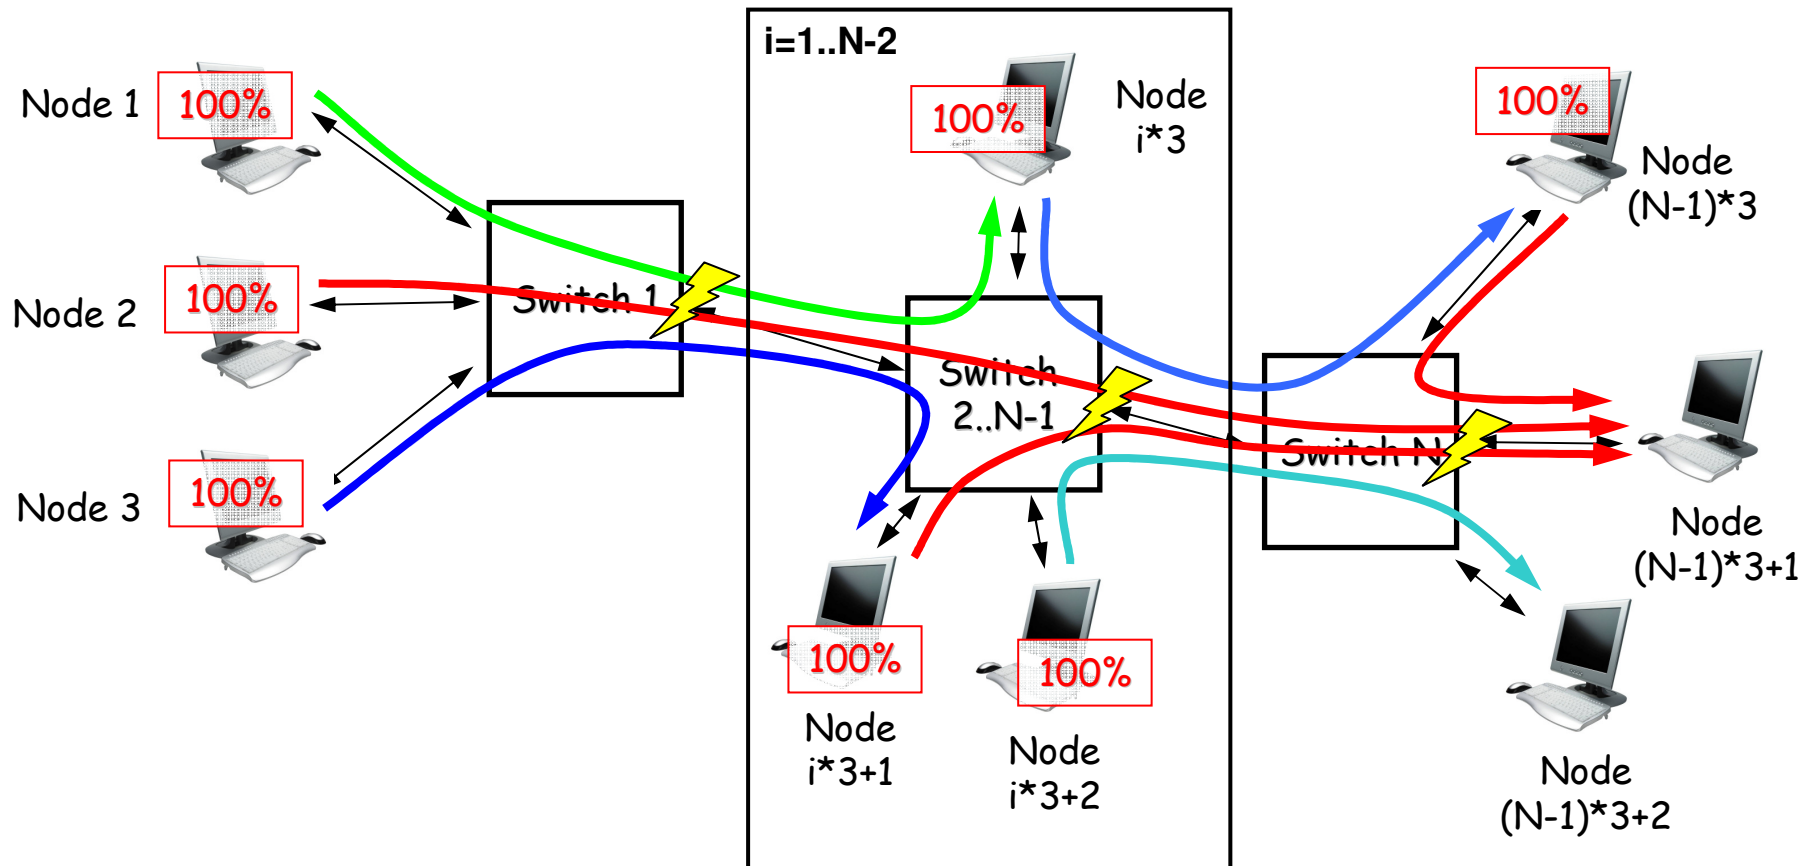 i=1..N-2
Node 1
100%
100%
Node
i*3
100%
Node
(N-1)*3
Node 2
100%
Switch 1
Switch
2..N-1
Switch N
Node 3
100%
Node
(N-1)*3+1
100%
100%
Node
i*3+1
Node
i*3+2
Node
(N-1)*3+2